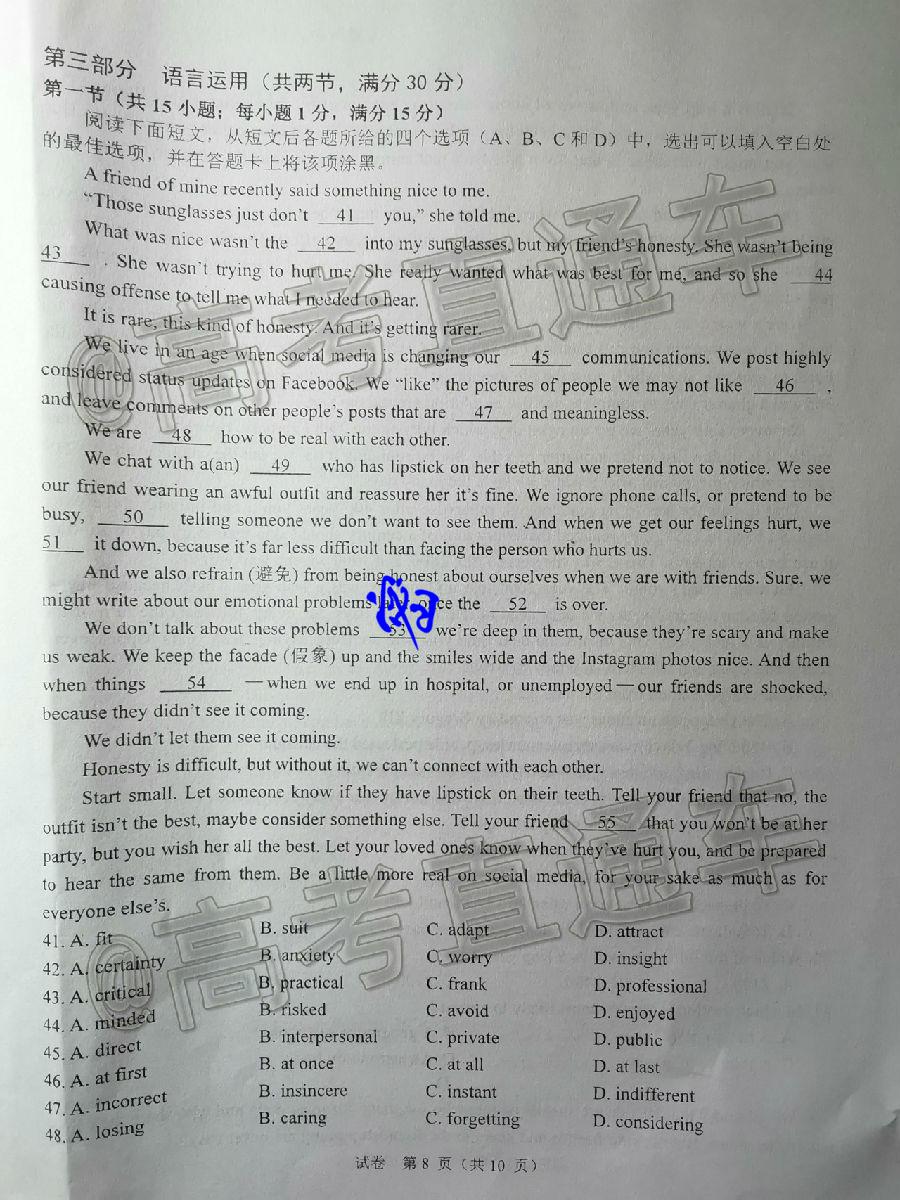 第三部分 语言运用（共两节，满分 30 分）
第一节（共 15 小题；每小题 1 分，满分 15 分）
阅读下面短文，从短文后各题所给的四个选项（A、B、C 和 D）中，选出可以填入空白处
的最佳选项，并在答题卡上将该项涂黑。
A friend of mine recently said something nice to me.
“Those sunglasses just don’t 41 you,” she told me.
What was nice wasn’t the 42 into my sunglasses, but my friend’s honesty. She wasn’t being
43 . She wasn’t trying to hurt me. She really wanted what was best for me, and so she 44
causing offense to tell me what I needed to hear.
It is rare, this kind of honesty. And it’s getting rarer.
We live in an age when social media is changing our 45 communications. We post highly
considered status updates on Facebook. We “like” the pictures of people we may not like 46 ,
and leave comments on other people’s posts that are 47 and meaningless.
We are 48 how to be real with each other.
We chat with a(an) 49 who has lipstick on her teeth and we pretend not to notice. We see
our friend wearing an awful outfit and reassure her it’s fine. We ignore phone calls, or pretend to be
busy, 50 telling someone we don’t want to see them. And when we get our feelings hurt, we
51 it down, because it’s far less difficult than facing the person who hurts us.
And we also refrain (避免) from being honest about ourselves when we are with friends. Sure, we
might write about our emotional problems the 52 is over.
We don’t talk about these problems 53 we’re deep in them, because they’re scary and make
us weak. We keep the facade (假象) up and the smiles wide and the Instagram photos nice. And then
when things 54 —when we end up in hospital, or unemployed—our friends are shocked,
because they didn’t see it coming.
We didn’t let them see it coming.
Honesty is difficult, but without it, we can’t connect with each other.
Start small. Let someone know if they have lipstick on their teeth. Tell your friend that no, the
outfit isn’t the best, maybe consider something else. Tell your friend 55 that you won’t be at her
party, but you wish her all the best. Let your loved ones know when they’ve hurt you, and be prepared
to hear the same from them. Be a little more real on social media, for your sake as much as for
everyone else’s.
41. A. fit B. suit C. adapt D. attract
42. A. certainty B. anxiety C. worry D. insight
43. A. critical B. practical C. frank D. professional
44. A. minded B. risked C. avoid D. enjoyed
45. A. direct B. interpersonal C. private D. public
46. A. at first B. at once C. at all D. at last
47. A. incorrect B. insincere C. instant D. indifferent
48. A. losing B. caring C. forgetting D. considering
试卷 第 8 页（共 10 页）
@高考直通车
@高考直通车